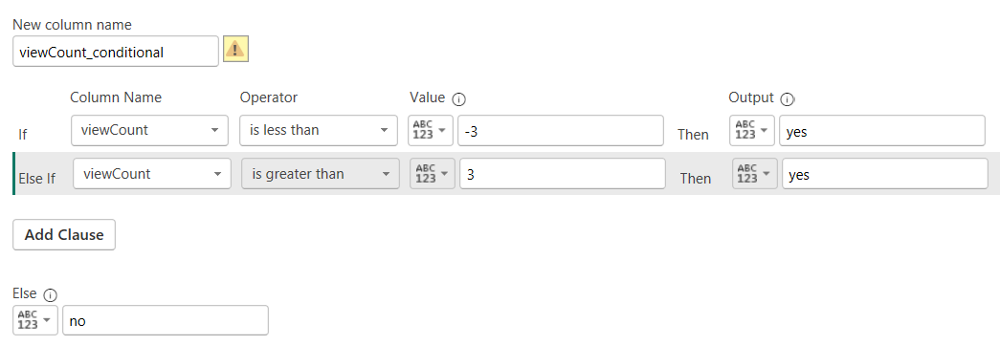 New column name
viewCount_conditional
Column Name Operator Value Output
If viewCount is less than ABC 123 -3 Then ABC 123 yes
Else If viewCount is greater than ABC 123 3 Then ABC 123 yes
Add Clause
Else
ABC 123 no